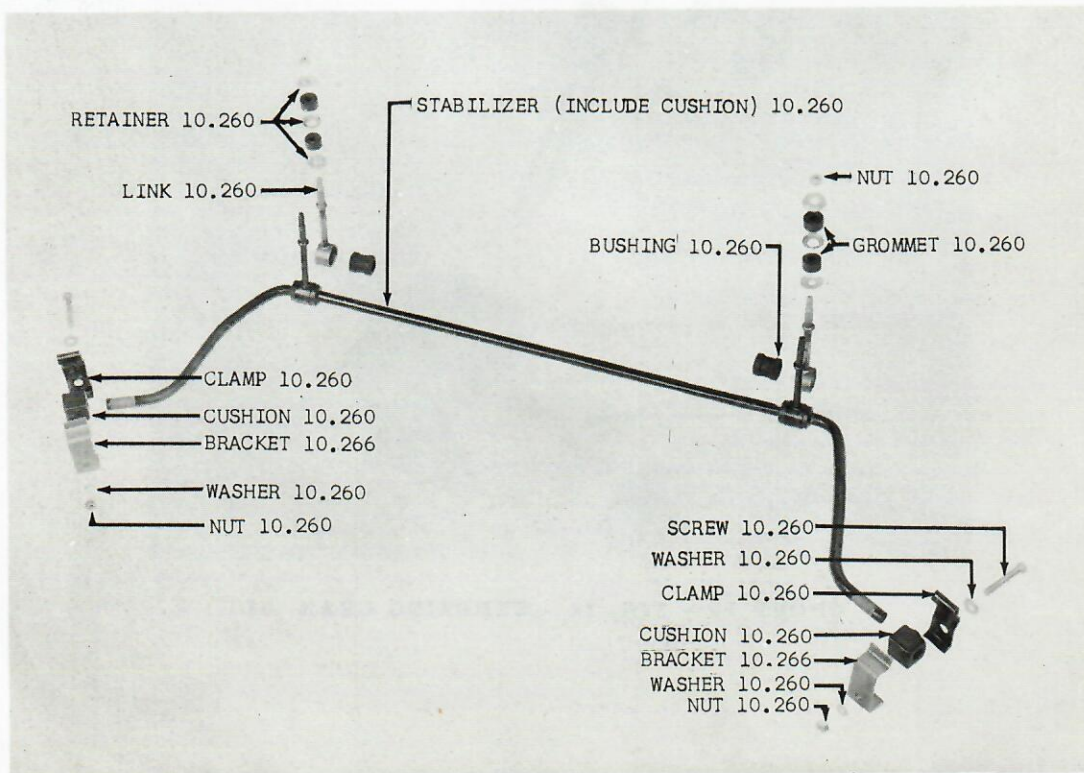 RETAINER 10.260
STABILIZER (INCLUDE CUSHION) 10.260
LINK 10.260
NUT 10.260
BUSHING 10.260
GROMMET 10.260
CLAMP 10.260
CUSHION 10.260
BRACKET 10.266
WASHER 10.260
NUT 10.260
SCREW 10.260
WASHER 10.260
CLAMP 10.260
CUSHION 10.260
BRACKET 10.266
WASHER 10.260
NUT 10.260